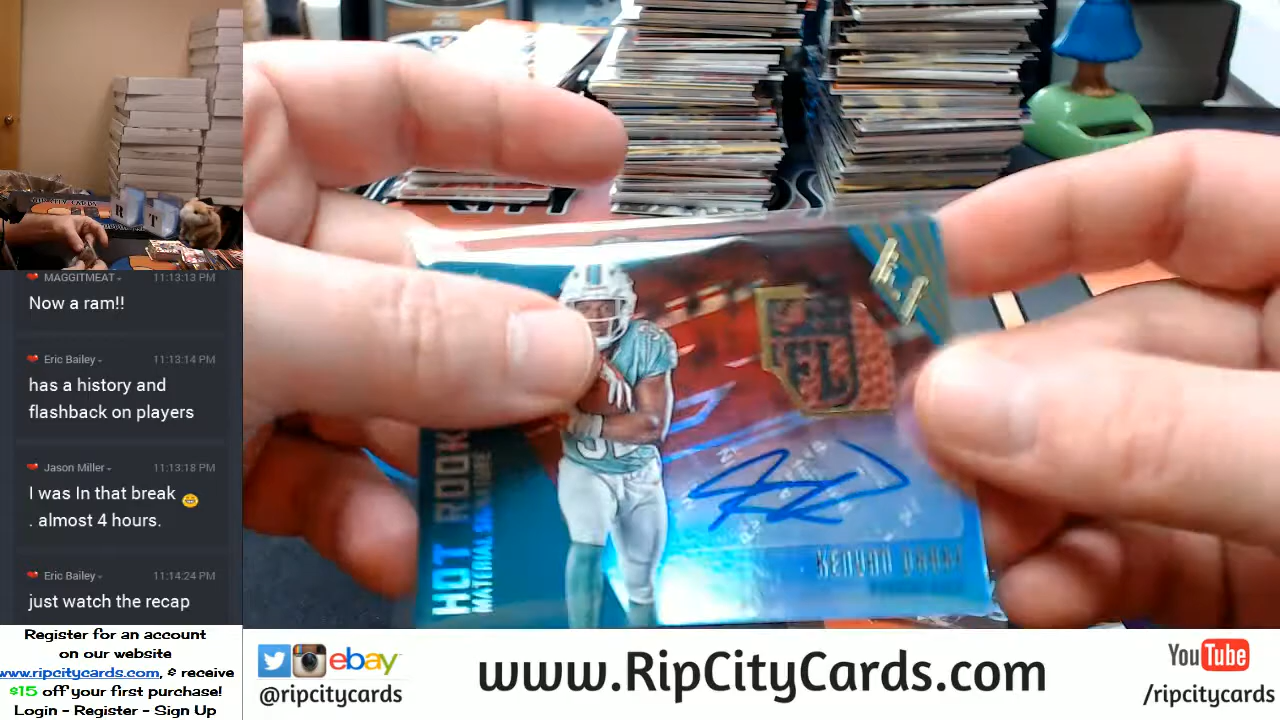 MAGGITMEAT 11:13:13 PM
Now a ram!!
Eric Bailey 11:13:14 PM
has a history and
flashback on players
Jason Miller 11:13:18 PM
I was In that break
. almost 4 hours.
Eric Bailey 11:14:24 PM
just watch the recap
Register for an account
on our website
www.ripcitycards.com, & receive
$15 off your first purchase!
Login - Register - Sign Up
R T
HOT ROOK
MATERIAL
FL
ebay
@ripcitycards
www.RipCityCards.com
YouTube
/ripcitycards